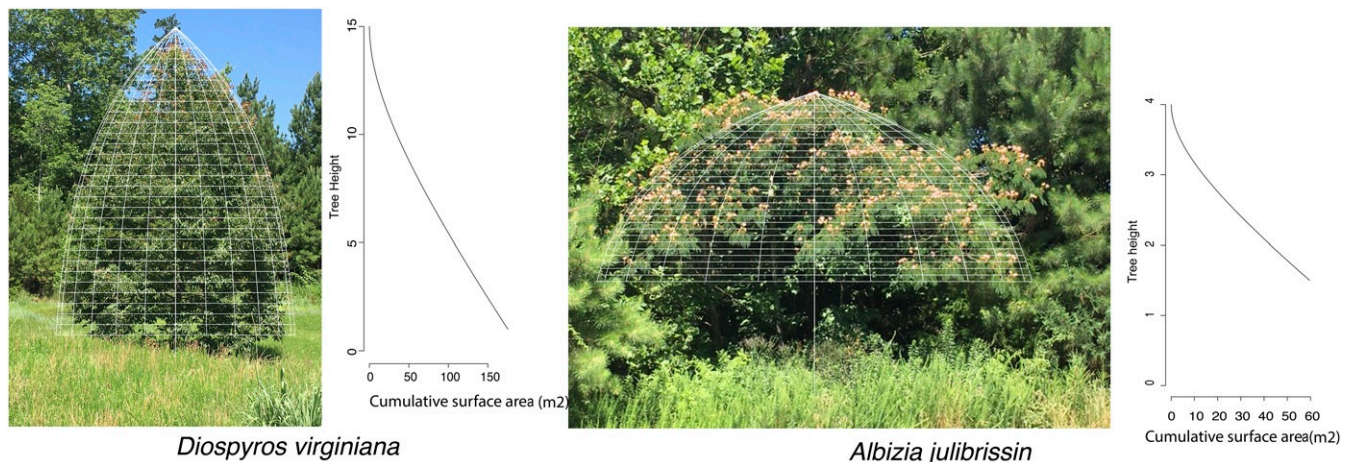 15
10
5
0
Tree Height
0 50 100 150
Cumulative surface area (m2)
Diospyros virginiana
4
3
2
1
0
Tree height
0 10 20 30 40 50 60
Cumulative surface area(m2)
Albizia julibrissin